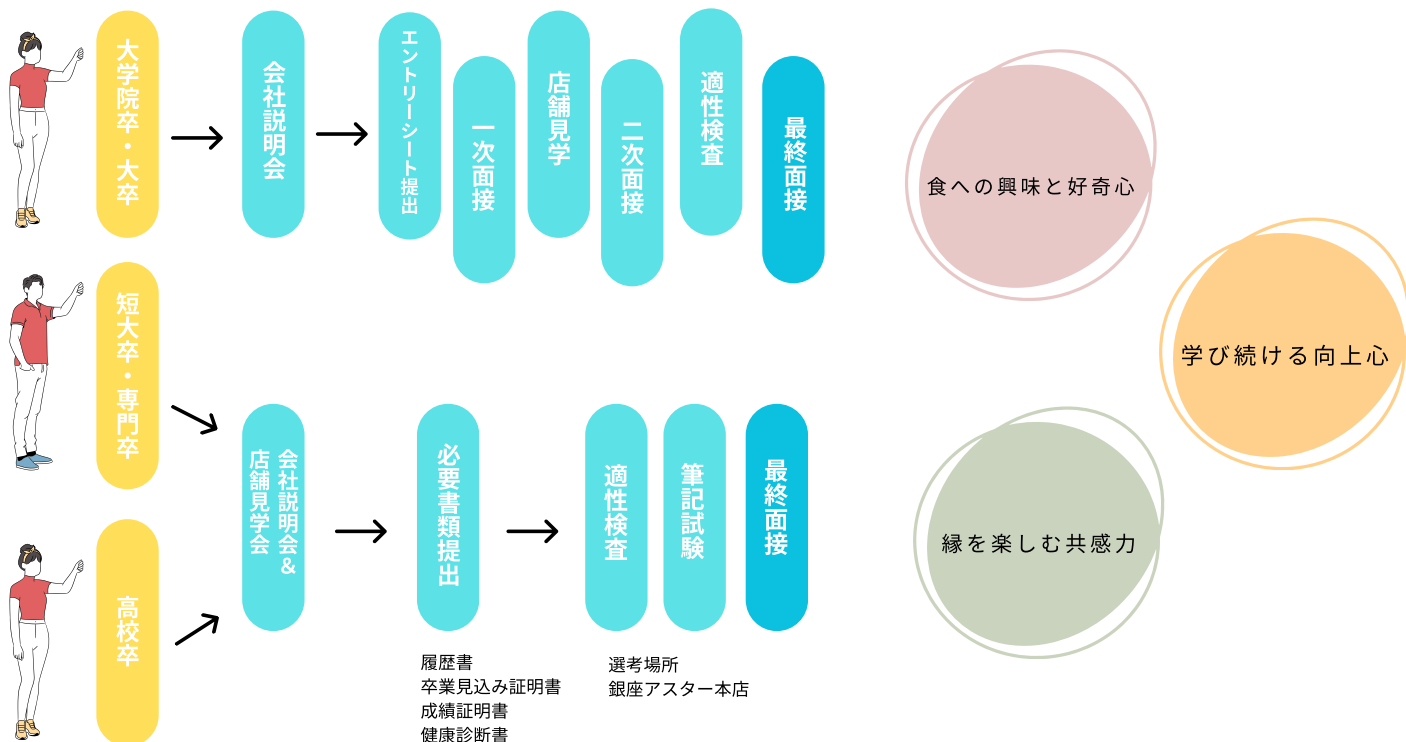 大学院卒・大卒
会社説明会
エントリーシート提出
一次面接
店舗見学
二次面接
適性検査
最終面接
短大卒・専門卒
高校卒
会社説明会＆
店舗見学会
必要書類提出
適性検査
筆記試験
最終面接
履歴書
卒業見込み証明書
成績証明書
健康診断書
選考場所
銀座アスター本店
食への興味と好奇心
学び続ける向上心
縁を楽しむ共感力